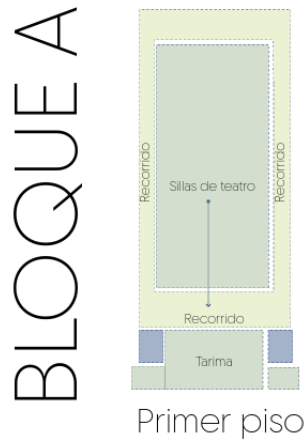 BLOQUE A
Recorrido
Sillas de teatro
Recorrido
Recorrido
Tarima
Primer piso